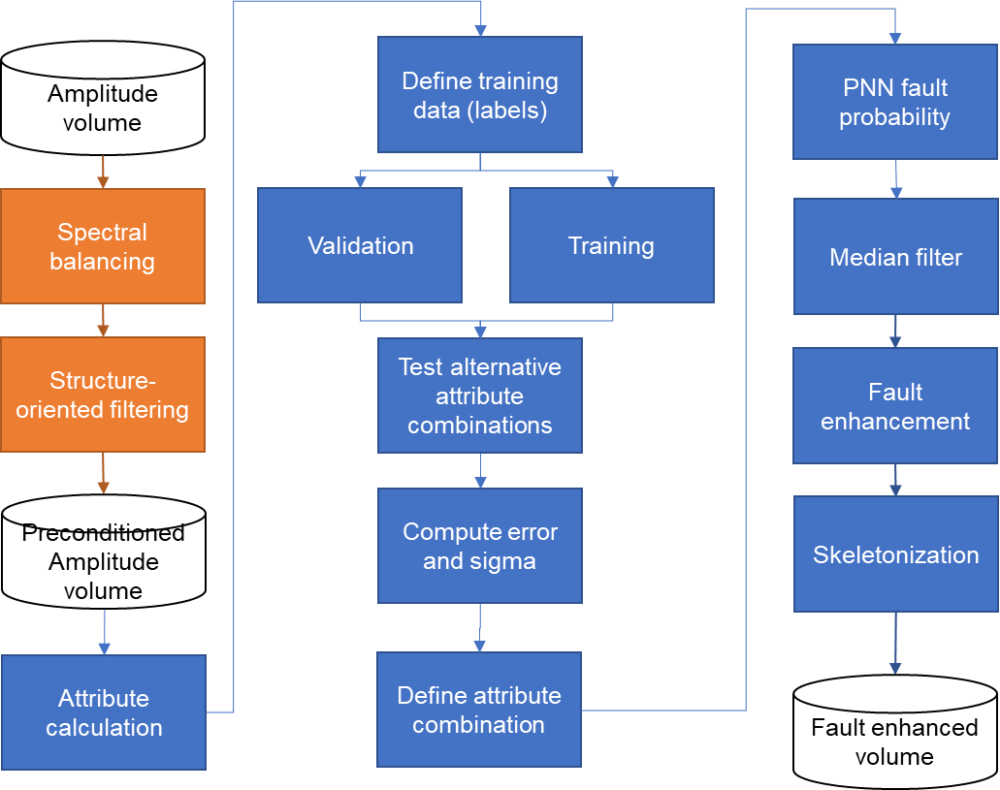 Amplitude
volume
Spectral
balancing
Structure-
oriented filtering
Preconditioned
Amplitude
volume
Attribute
calculation
Define training
data (labels)
Validation
Training
Test alternative
attribute
combinations
Compute error
and sigma
Define attribute
combination
PNN fault
probability
Median filter
Fault
enhancement
Skeletonization
Fault enhanced
volume